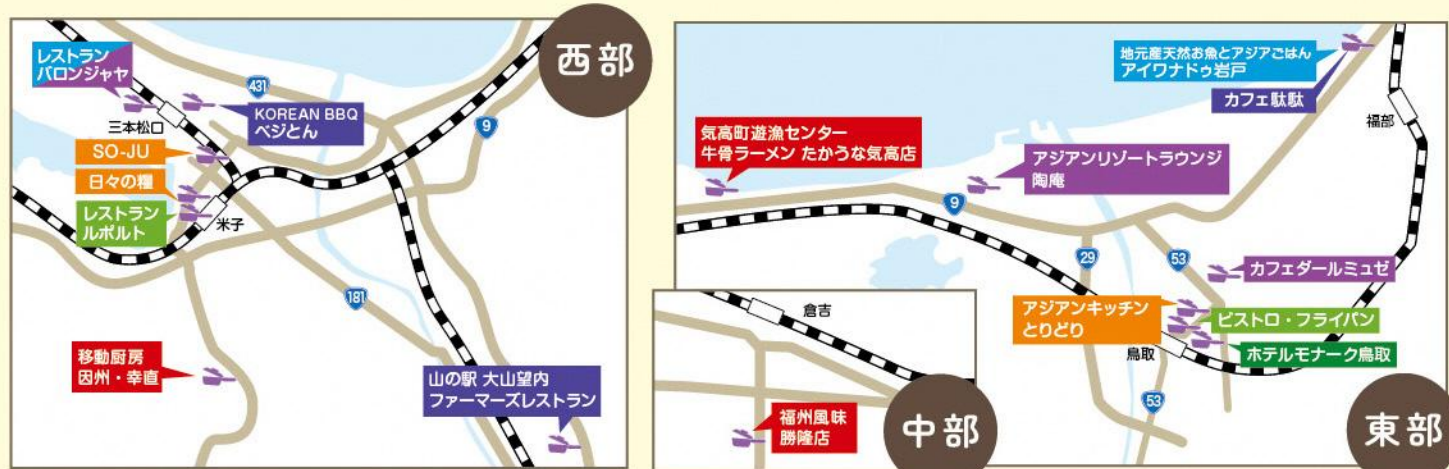 西部
レストラン
バロンジャヤ
431
三本松口
KOREAN BBQ
ベジとん
9
SO-JU
日々の糧
レストラン
ルポルト
米子
181
移動厨房
因州・幸直
山の駅 大山望内
ファーマーズレストラン
地元産天然お魚とアジアごはん
アイワナドゥ岩戸
カフェ駄駄
福部
気高町遊漁センター
牛骨ラーメン たかうな気高店
アジアンリゾートラウンジ
陶庵
9
29
53
カフェダールミュゼ
アジアンキッチン
とりどり
ビストロ・フライパン
鳥取
ホテルモナーク鳥取
53
東部
倉吉
福州風味
勝隆店
中部